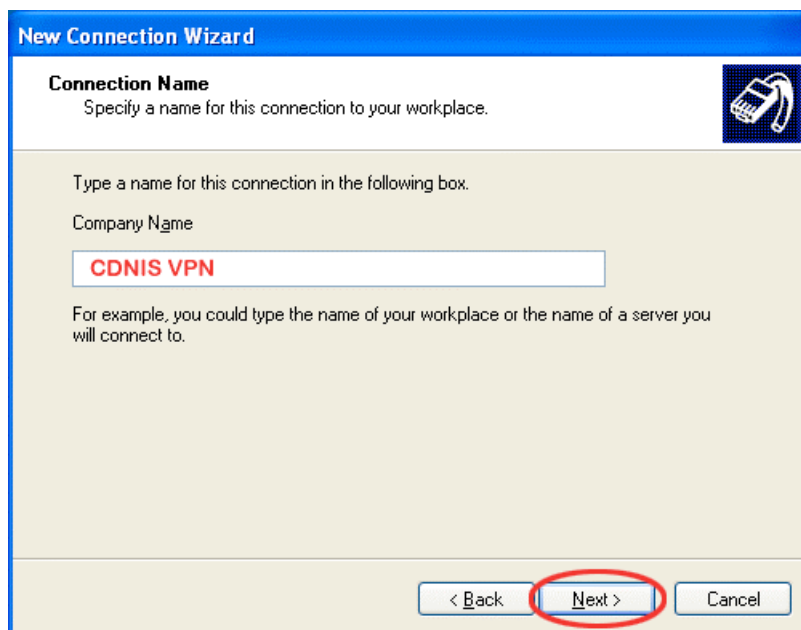 New Connection Wizard
Connection Name
Specify a name for this connection to your workplace.
Type a name for this connection in the following box.
Company Name
CDNIS VPN
For example, you could type the name of your workplace or the name of a server you
will connect to.
< Back Next > Cancel